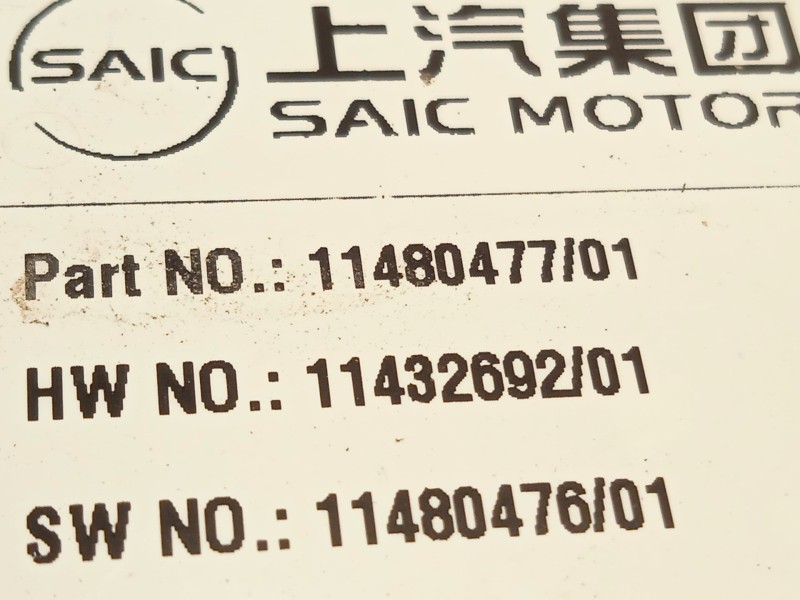 SAIC
上汽集团
SAIC MOTOR
Part NO.: 11480477/01
HW NO.: 11432692/01
SW NO.: 11480476/01